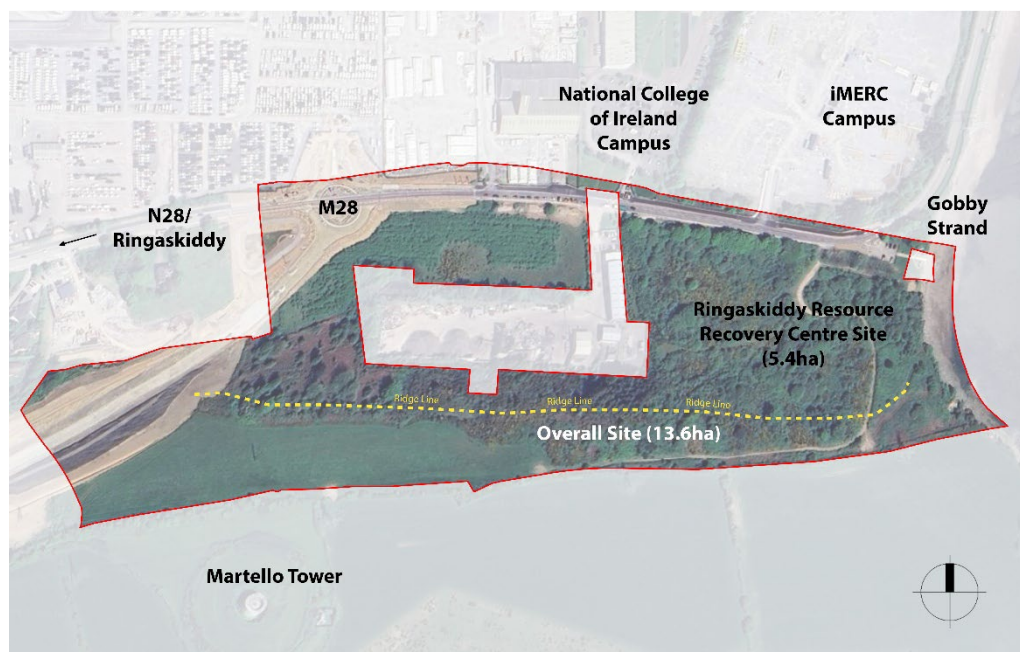 National College
of Ireland
Campus
iMERC
Campus
N28/
Ringaskiddy
M28
Gobby
Strand
Ringaskiddy Resource
Recovery Centre Site
(5.4ha)
Ridge Line
Ridge Line
Ridge Line
Overall Site (13.6ha)
Martello Tower